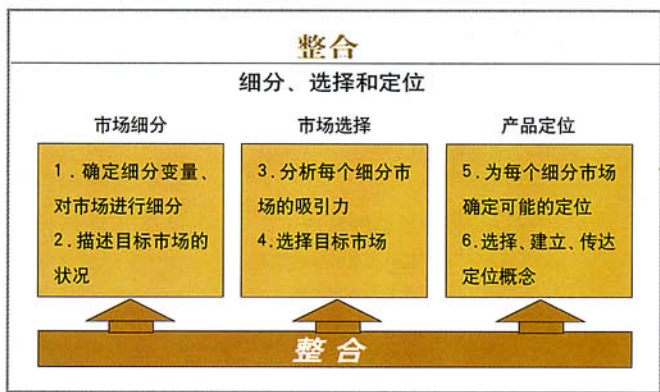 整合
细分、选择和定位
市场细分
1.确定细分变量、
对市场进行细分
2.描述目标市场的
状况
市场选择
3.分析每个细分市
场的吸引力
4.选择目标市场
产品定位
5.为每个细分市场
确定可能的定位
6.选择、建立、传达
定位概念
整合